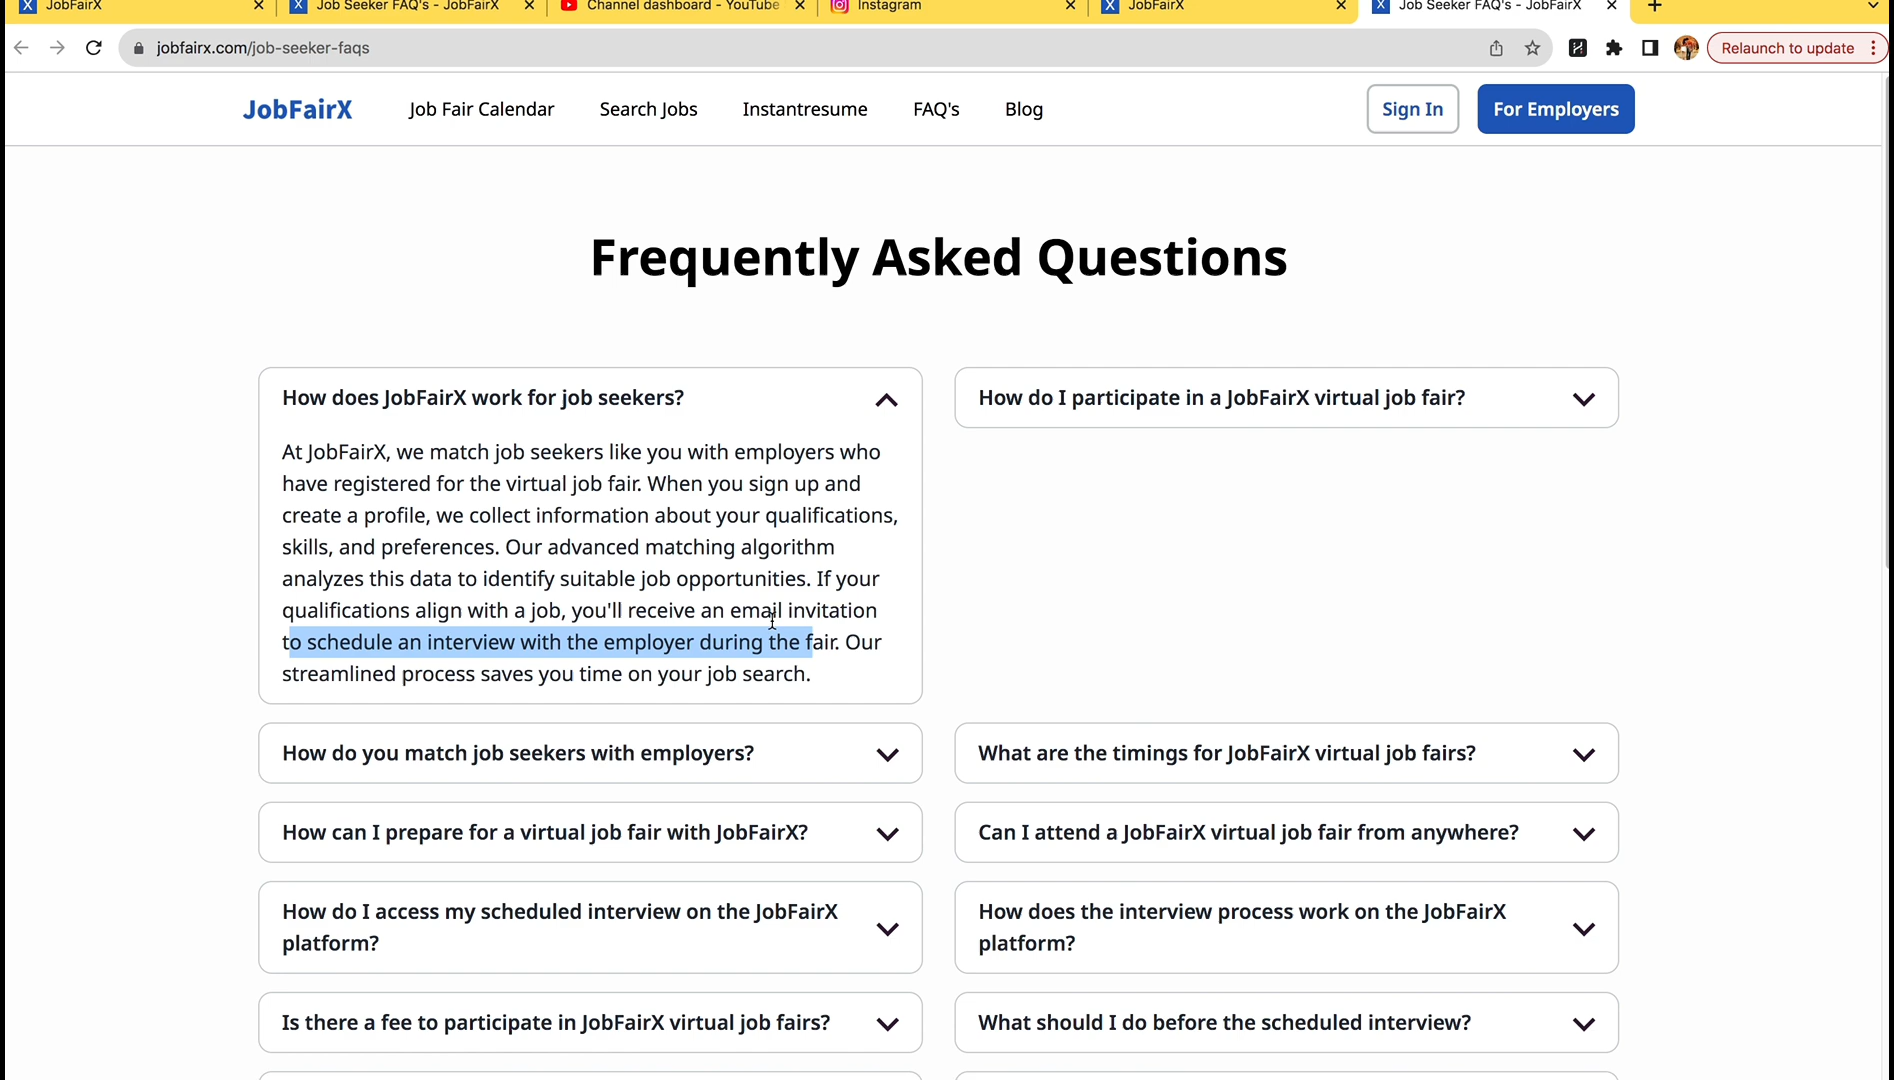 JobFairX
Job Seeker FAQ's - JobFairX
Channel dashboard - YouTube
Instagram
JobFairX
Job Seeker FAQ's - JobFairX
jobfairx.com/job-seeker-faqs
Relaunch to update
JobFairX
Job Fair Calendar
Search Jobs
Instantresume
FAQ's
Blog
Sign In
For Employers
Frequently Asked Questions
How does JobFairX work for job seekers?
At JobFairX, we match job seekers like you with employers who
have registered for the virtual job fair. When you sign up and
create a profile, we collect information about your qualifications,
skills, and preferences. Our advanced matching algorithm
analyzes this data to identify suitable job opportunities. If your
qualifications align with a job, you'll receive an email invitation
to schedule an interview with the employer during the fair. Our
streamlined process saves you time on your job search.
How do I participate in a JobFairX virtual job fair?
How do you match job seekers with employers?
What are the timings for JobFairX virtual job fairs?
How can I prepare for a virtual job fair with JobFairX?
Can I attend a JobFairX virtual job fair from anywhere?
How do I access my scheduled interview on the JobFairX
platform?
How does the interview process work on the JobFairX
platform?
Is there a fee to participate in JobFairX virtual job fairs?
What should I do before the scheduled interview?